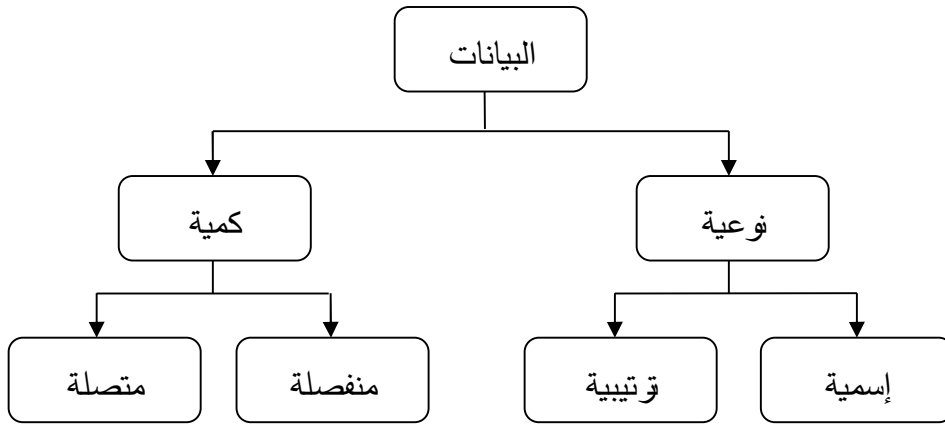 البيانات
نوعية
كمية
إسمية
ترتيبية
منفصلة
متصلة